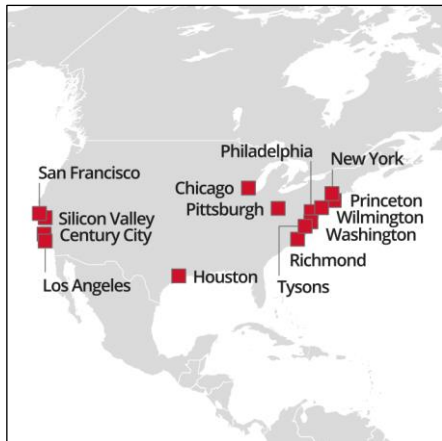 Philadelphia
New York
San Francisco
Chicago
Princeton
Pittsburgh
Silicon Valley
Wilmington
Century City
Washington
Richmond
Houston
Los Angeles
Tysons